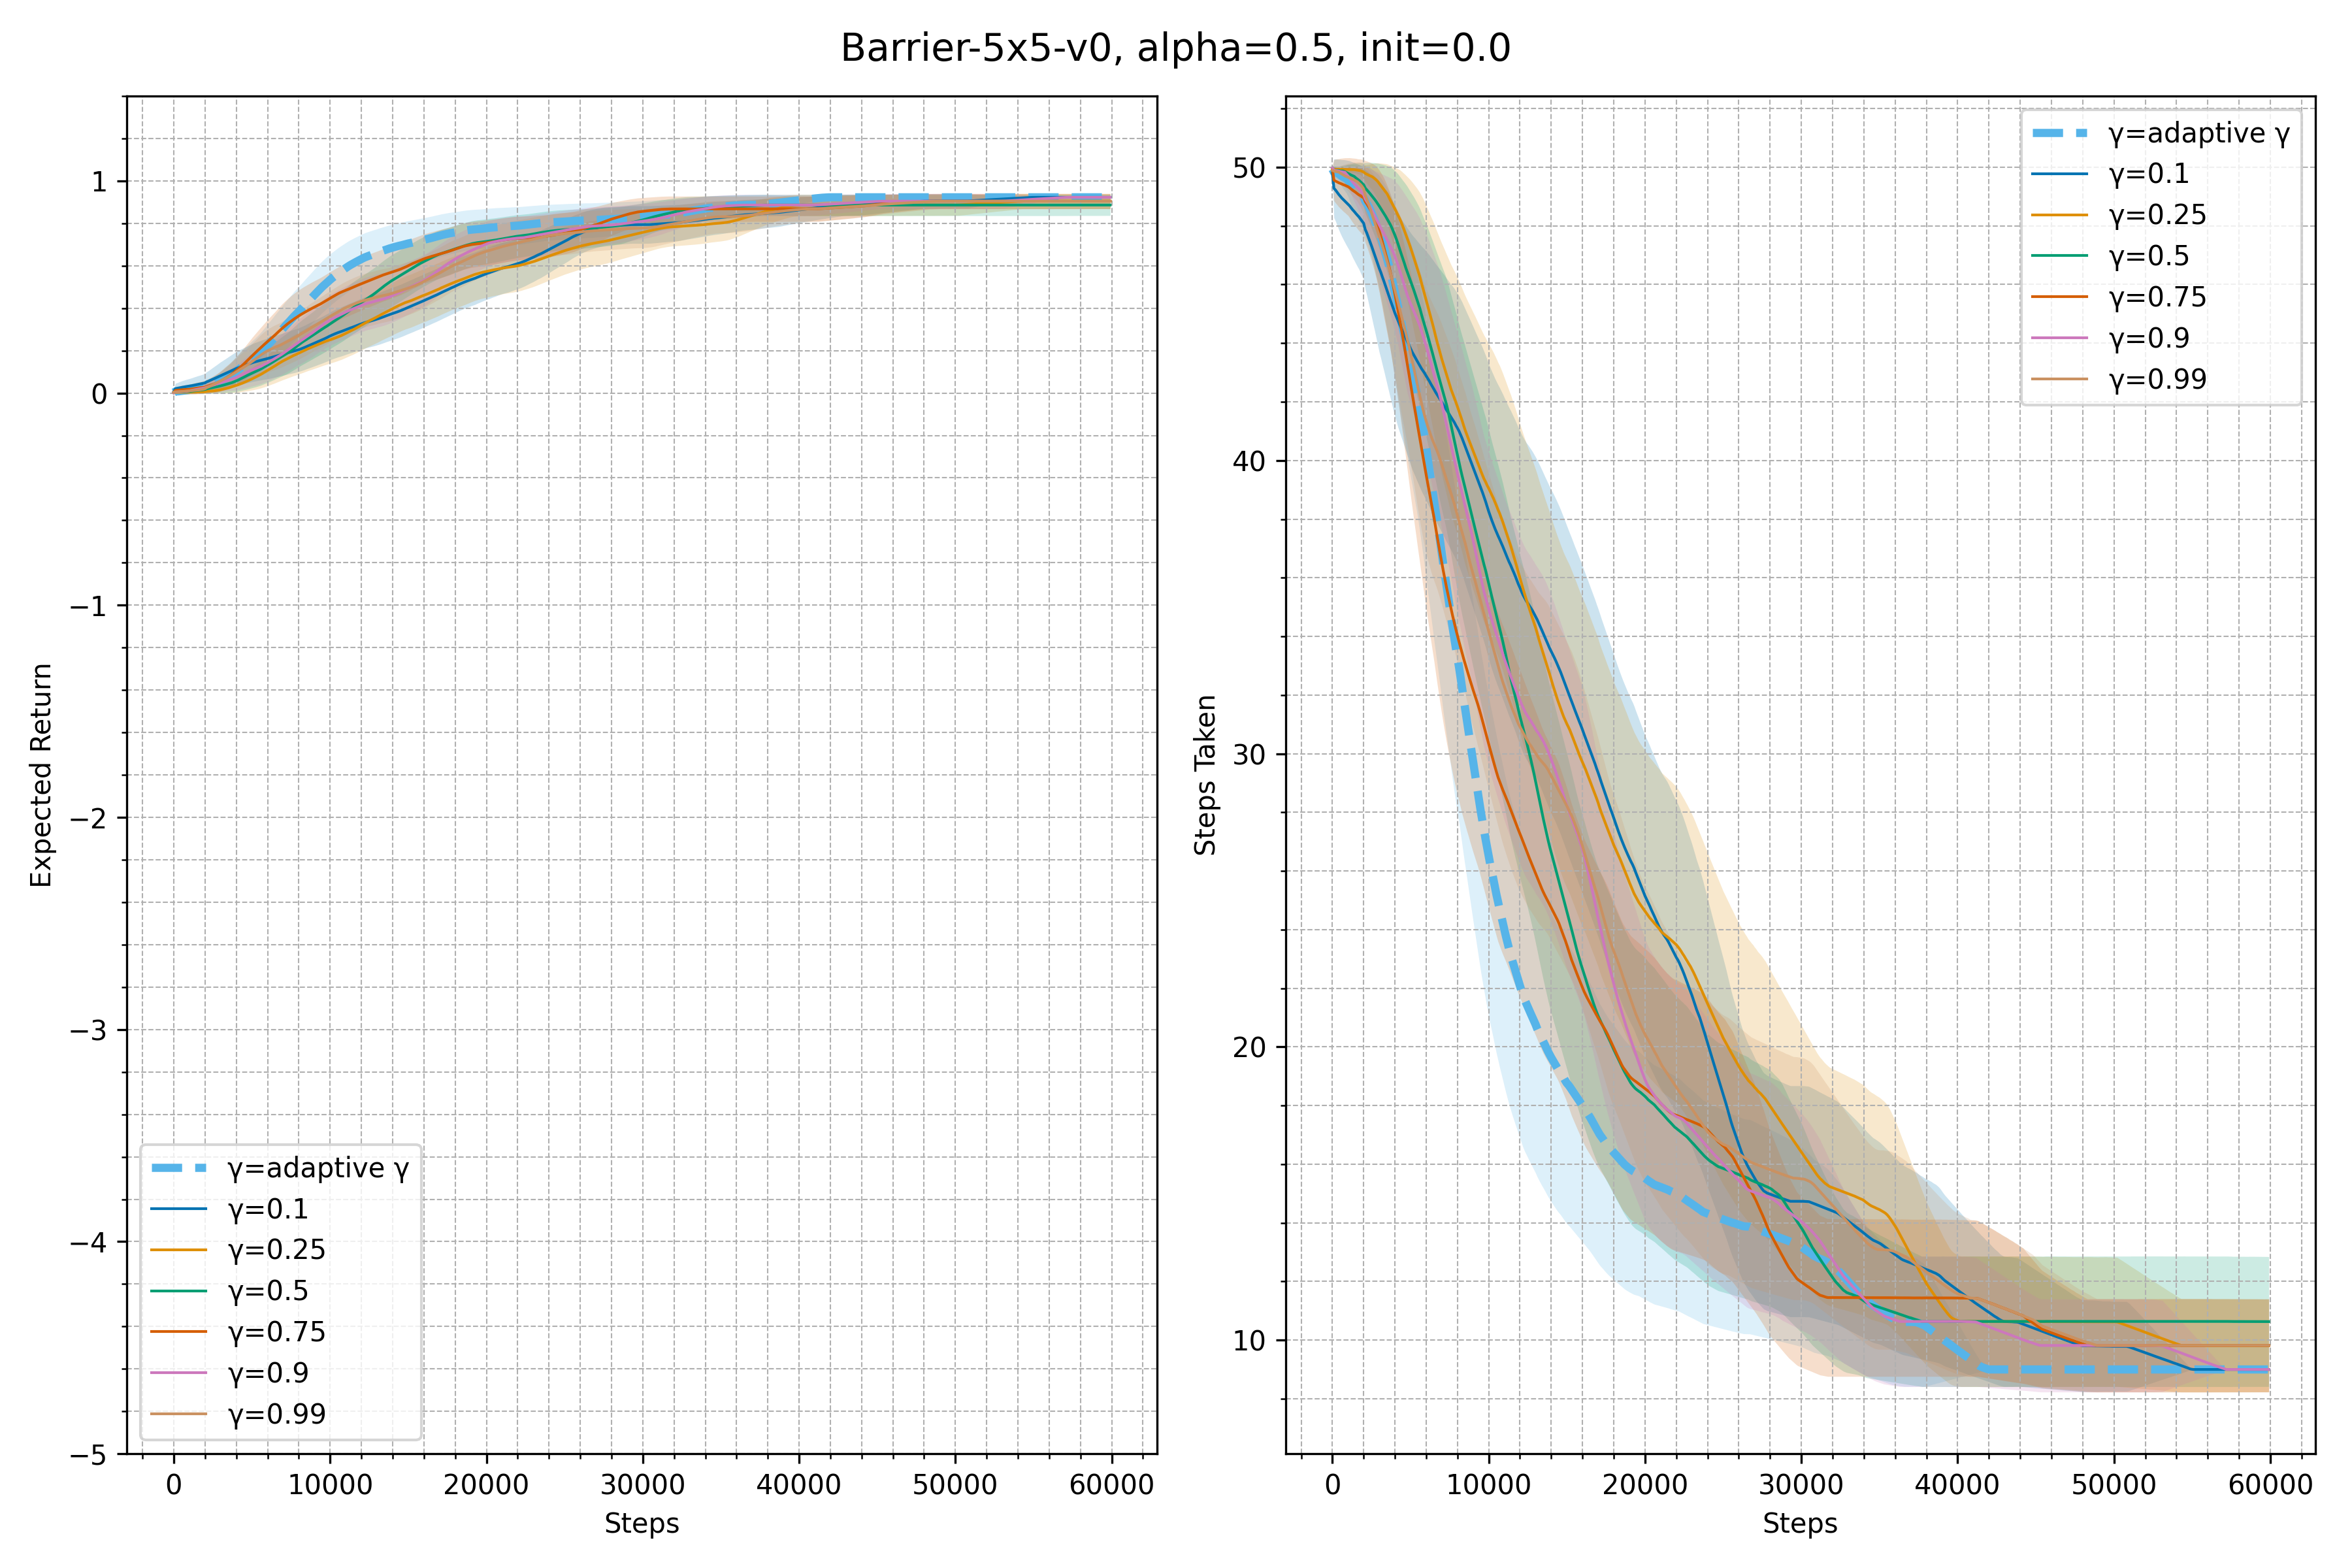 Barrier-5x5-v0, alpha=0.5, init=0.0
Expected Return
1
0
−1
−2
−3
−4
−5
γ=adaptive γ
γ=0.1
γ=0.25
γ=0.5
γ=0.75
γ=0.9
γ=0.99
0 10000 20000 30000 40000 50000 60000
Steps
Steps Taken
50
40
30
20
10
γ=adaptive γ
γ=0.1
γ=0.25
γ=0.5
γ=0.75
γ=0.9
γ=0.99
0 10000 20000 30000 40000 50000 60000
Steps